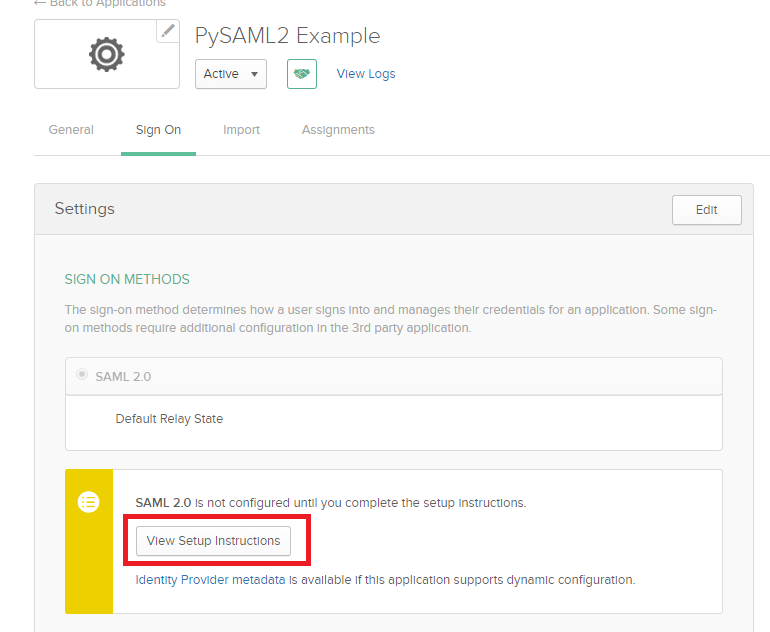 ← Back to Applications
PySAML2 Example
Active
View Logs
General
Sign On
Import
Assignments
Settings
Edit
SIGN ON METHODS
The sign-on method determines how a user signs into and manages their credentials for an application. Some sign-
on methods require additional configuration in the 3rd party application.
SAML 2.0
Default Relay State
SAML 2.0 is not configured until you complete the setup instructions.
View Setup Instructions
Identity Provider metadata is available if this application supports dynamic configuration.